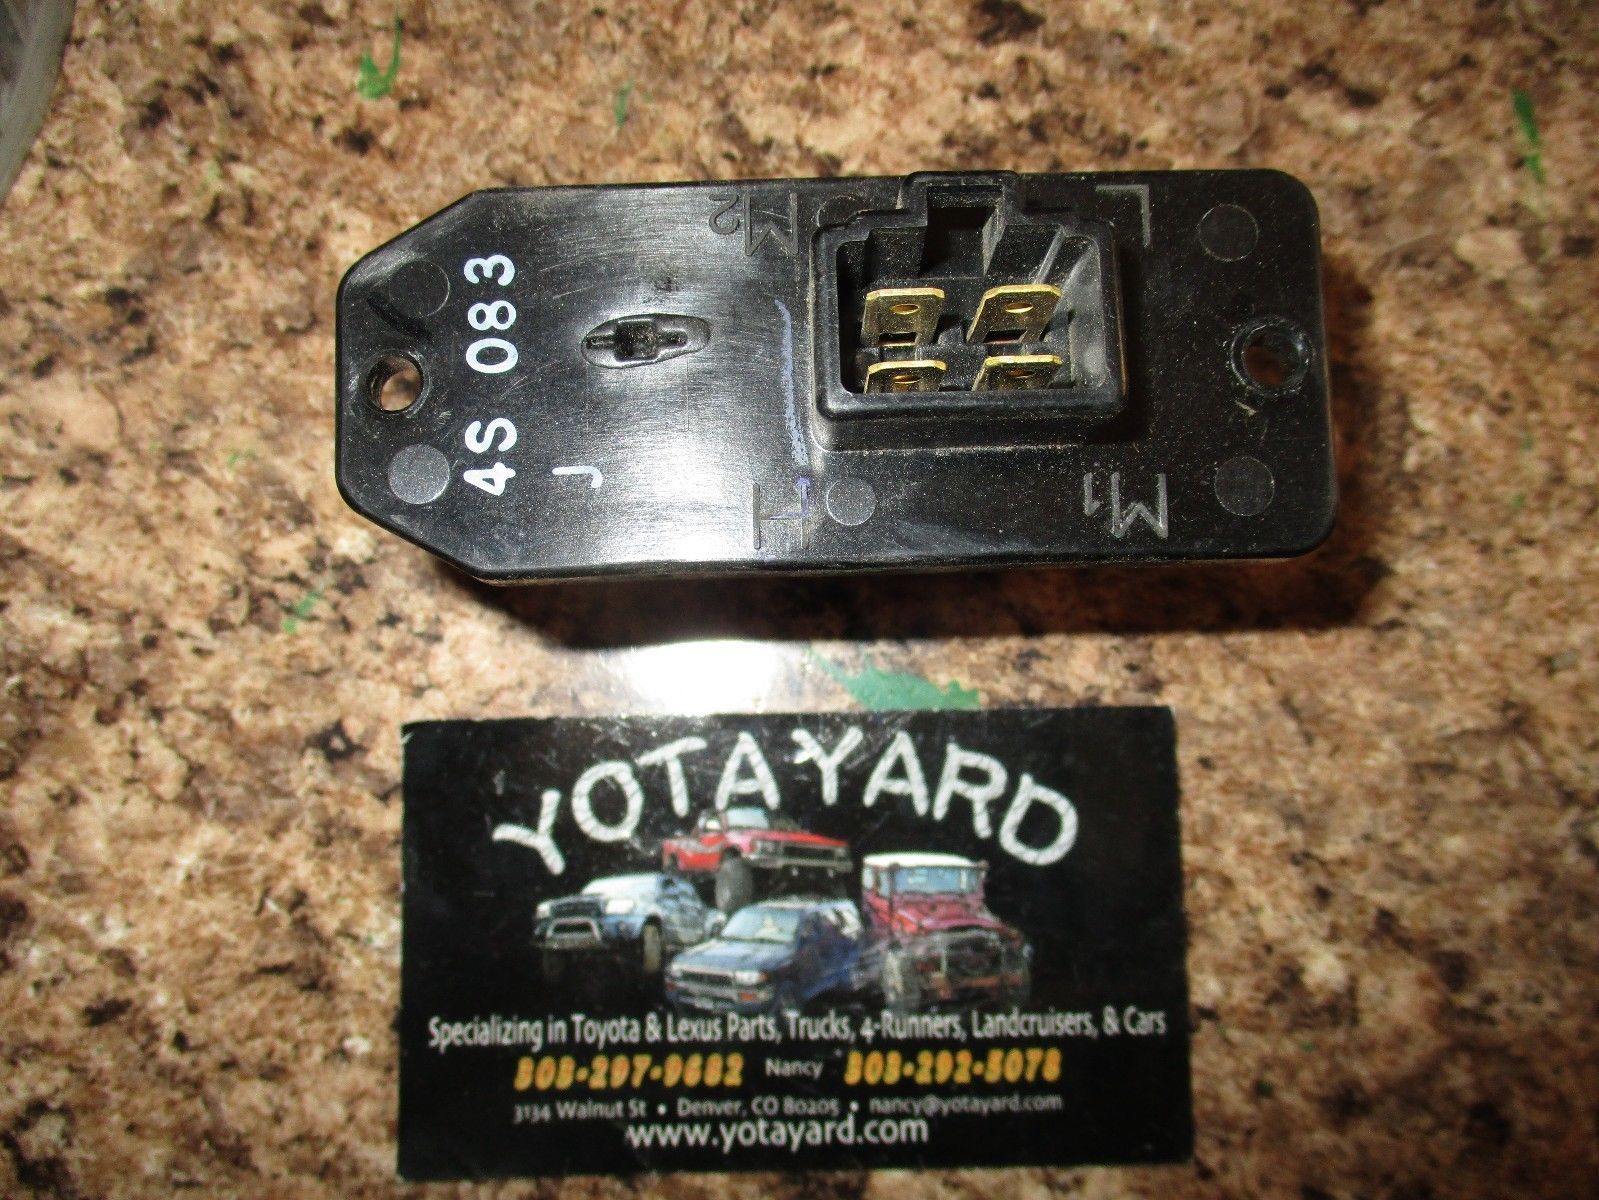 4S 083
J
M2
L
H
M1
YOTAYARD
Specializing in Toyota & Lexus Parts, Trucks, 4-Runners, Landcruisers, & Cars
303-297-9682 Nancy 303-292-5078
3134 Walnut St • Denver, CO 80205 • nancy@yotayard.com
www.yotayard.com